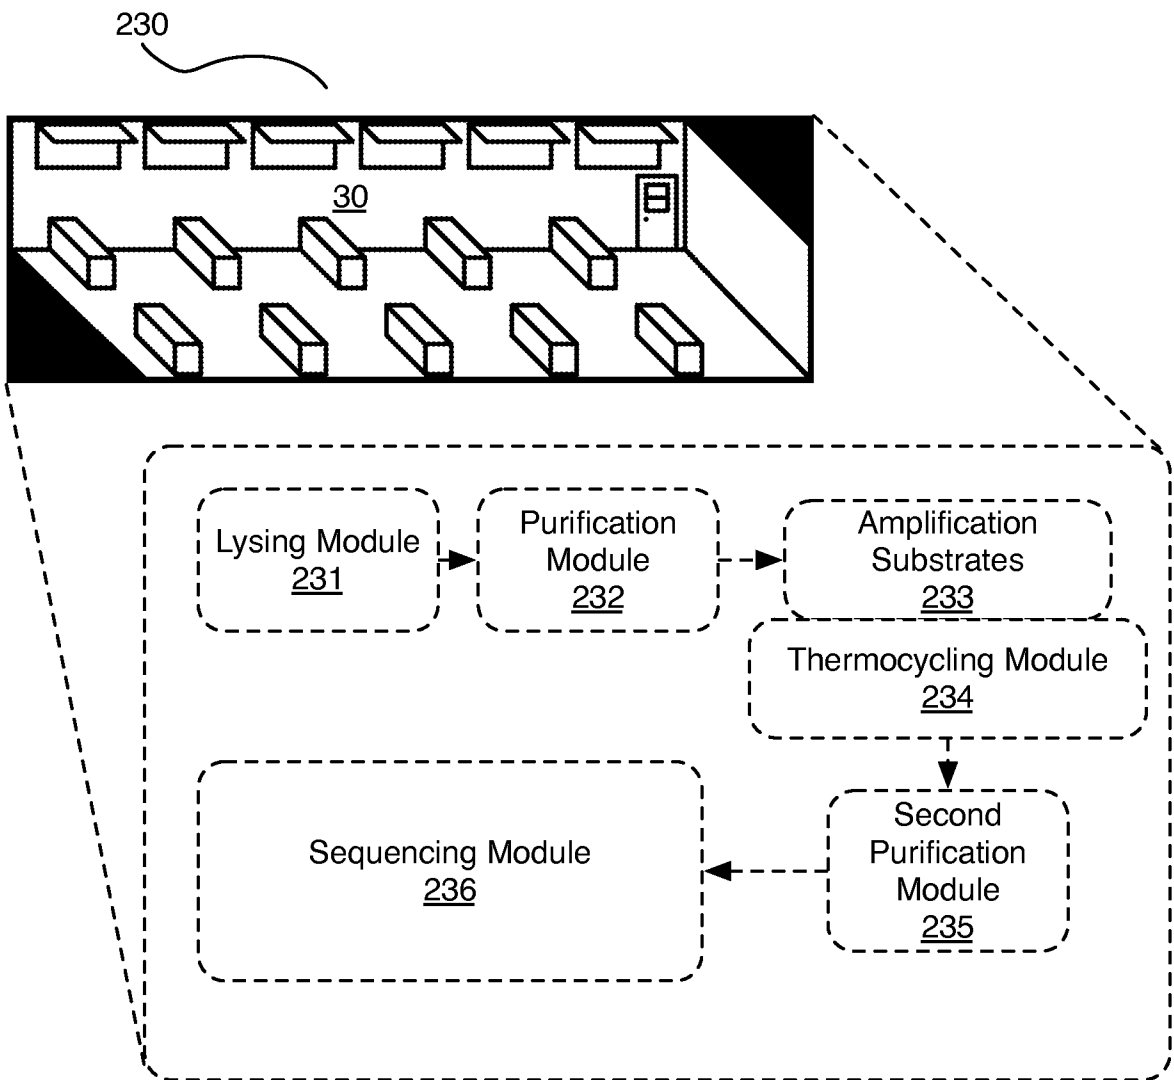 230
30
Lysing Module
231
Purification
Module
232
Amplification
Substrates
233
Thermocycling Module
234
Second
Purification
Module
235
Sequencing Module
236